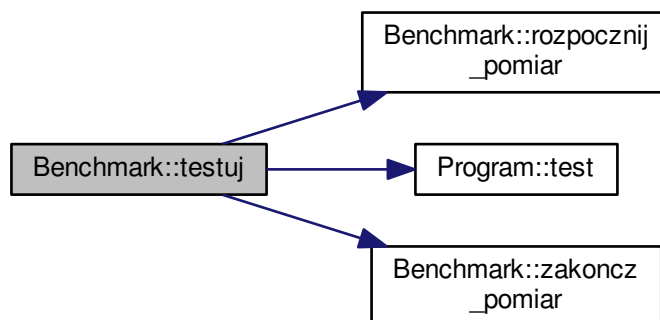 Benchmark::rozpocznij
_pomiar
Benchmark::testuj
Program::test
Benchmark::zakoncz
_pomiar